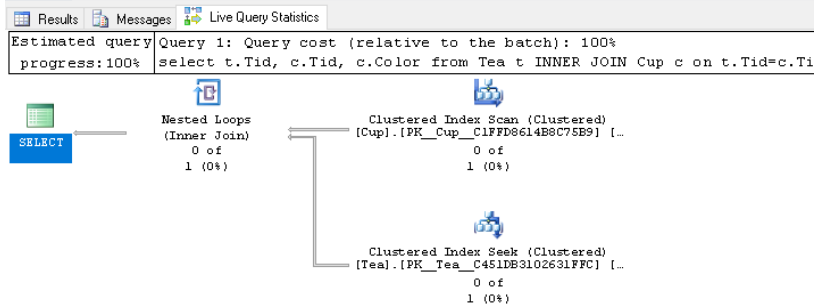 Results Messages Live Query Statistics
Estimated query progress:100%
Query 1: Query cost (relative to the batch): 100%
select t.Tid, c.Tid, c.Color from Tea t INNER JOIN Cup c on t.Tid=c.Ti
SELECT
Nested Loops
(Inner Join)
0 of
1 (0%)
Clustered Index Scan (Clustered)
[Cup].[PK__Cup__C1FFD8614B8C75B9] […
0 of
1 (0%)
Clustered Index Seek (Clustered)
[Tea].[PK__Tea__C451DB3102631FFC] […
0 of
1 (0%)